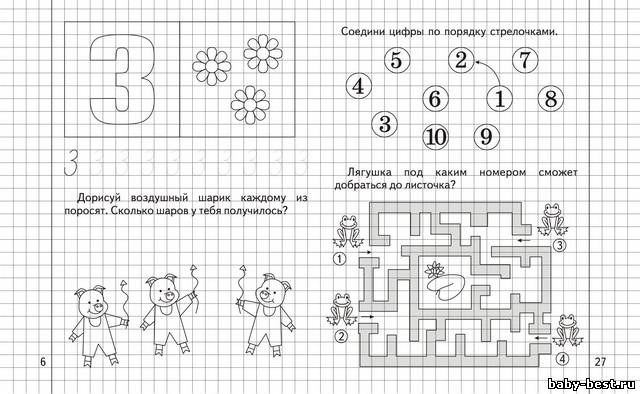 3
3
Дорисуй воздушный шарик каждому из
поросят. Сколько шаров у тебя получилось?
6
Соедини цифры по порядку стрелочками.
5 2 7
4 6 1 8
3 10 9
Лягушка под каким номером сможет
добраться до листочка?
1 3
2 4
27
baby-best.ru